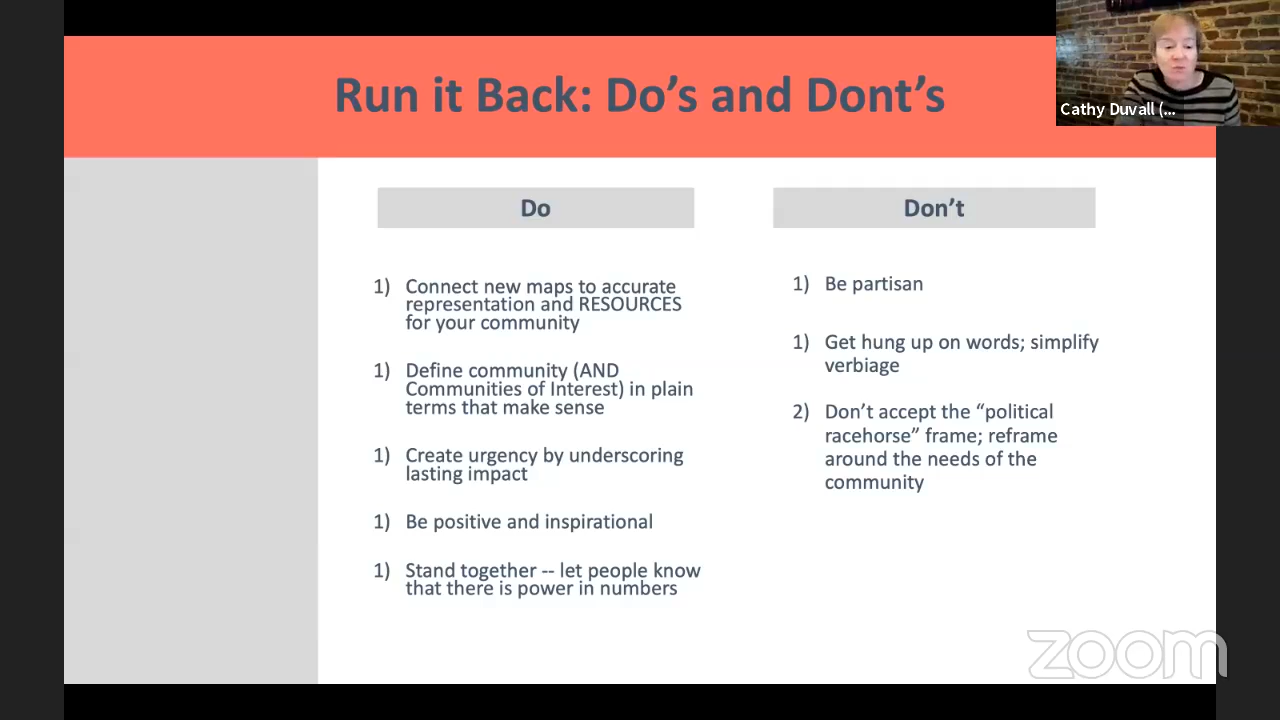 Run it Back: Do's and Dont's
Cathy Duvall (...
Do
1) Connect new maps to accurate
representation and RESOURCES
for your community
1) Define community (AND
Communities of Interest) in plain
terms that make sense
1) Create urgency by underscoring
lasting impact
1) Be positive and inspirational
1) Stand together -- let people know
that there is power in numbers
Don't
1) Be partisan
1) Get hung up on words; simplify
verbiage
2) Don't accept the “political
racehorse” frame; reframe
around the needs of the
community
zoom